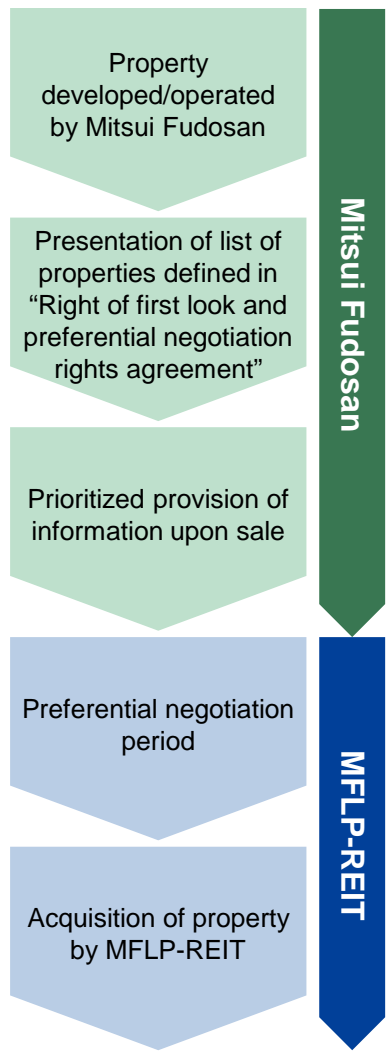 Property
developed/operated
by Mitsui Fudosan
Presentation of list of
properties defined in
“Right of first look and
preferential negotiation
rights agreement”
Prioritized provision of
information upon sale
Mitsui Fudosan
Preferential negotiation
period
Acquisition of property
by MFLP-REIT
MFLP-REIT